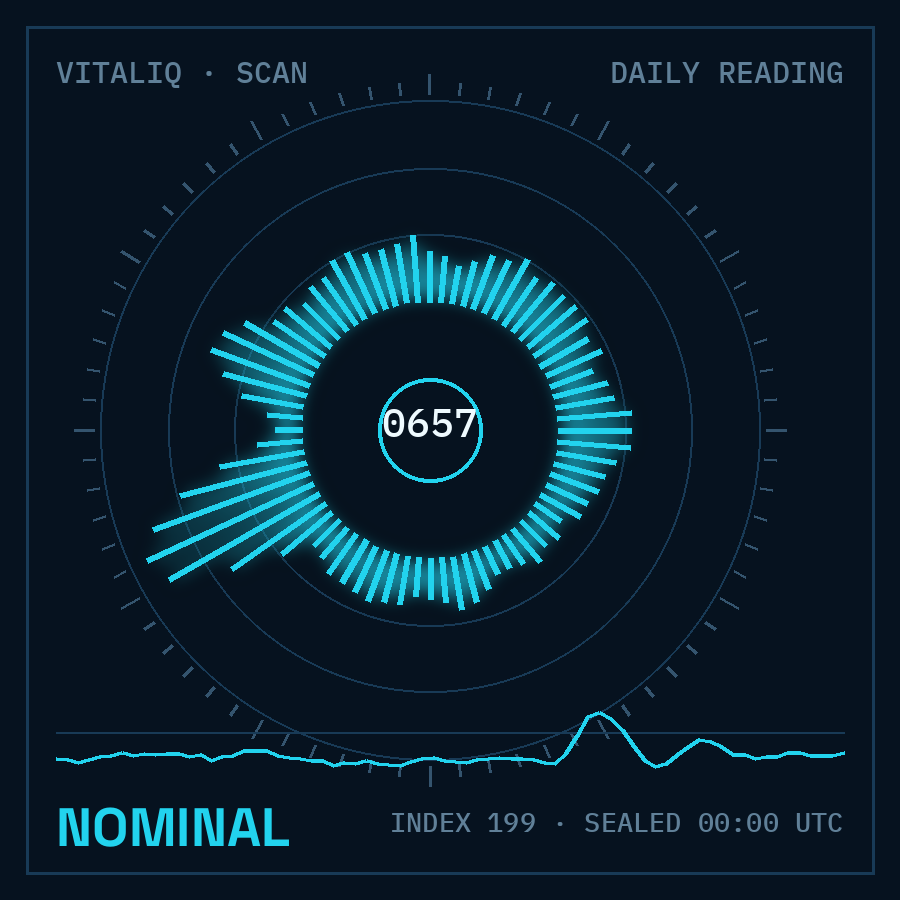 VITALIQ · SCAN
DAILY READING
0657
NOMINAL
INDEX 199 · SEALED 00:00 UTC